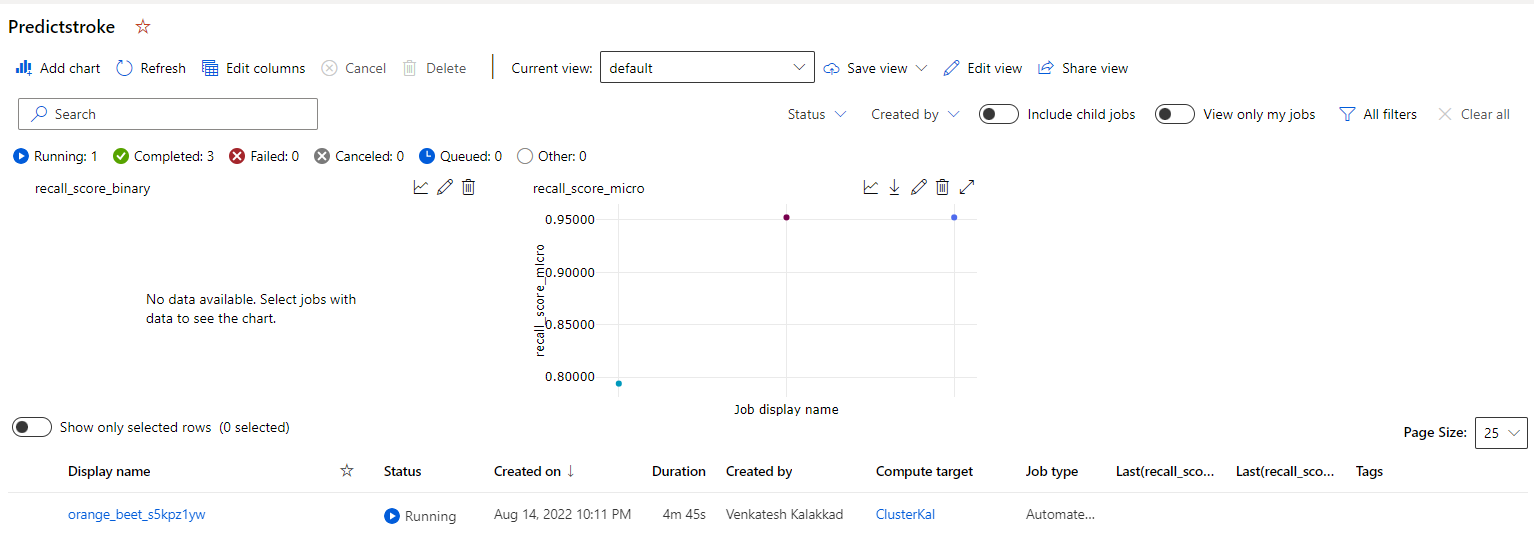 Predictstroke
Add chart Refresh Edit columns Cancel Delete Current view: default Save view Edit view Share view
Search Status Created by Include child jobs View only my jobs All filters Clear all
Running: 1 Completed: 3 Failed: 0 Canceled: 0 Queued: 0 Other: 0
recall_score_binary
No data available. Select jobs with
data to see the chart.
recall_score_micro
recall_score_micro
0.95000
0.90000
0.85000
0.80000
Job display name
Show only selected rows (0 selected) Page Size: 25
Display name Status Created on Duration Created by Compute target Job type Last(recall_sco... Last(recall_sco... Tags
orange_beet_s5kpz1yw Running Aug 14, 2022 10:11 PM 4m 45s Venkatesh Kalakkad ClusterKal Automate...